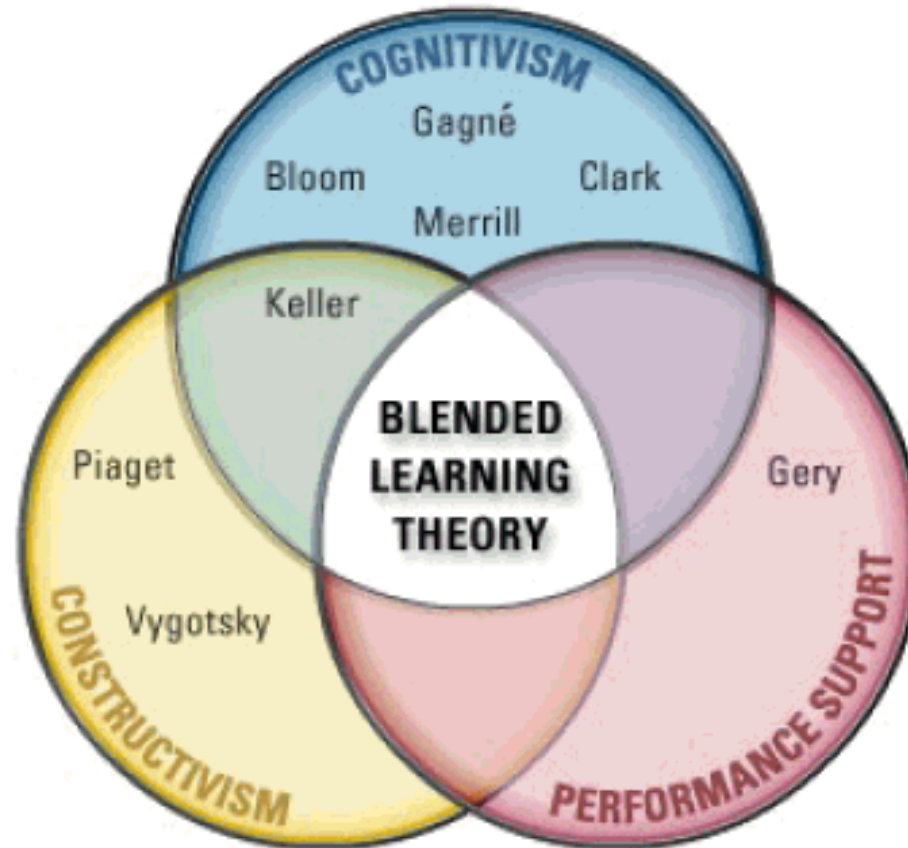 COGNITIVISM
Gagné
Bloom
Clark
Merrill
Keller
BLENDED
LEARNING
THEORY
Piaget
Gery
Vygotsky
CONSTRUCTIVISM
PERFORMANCE SUPPORT